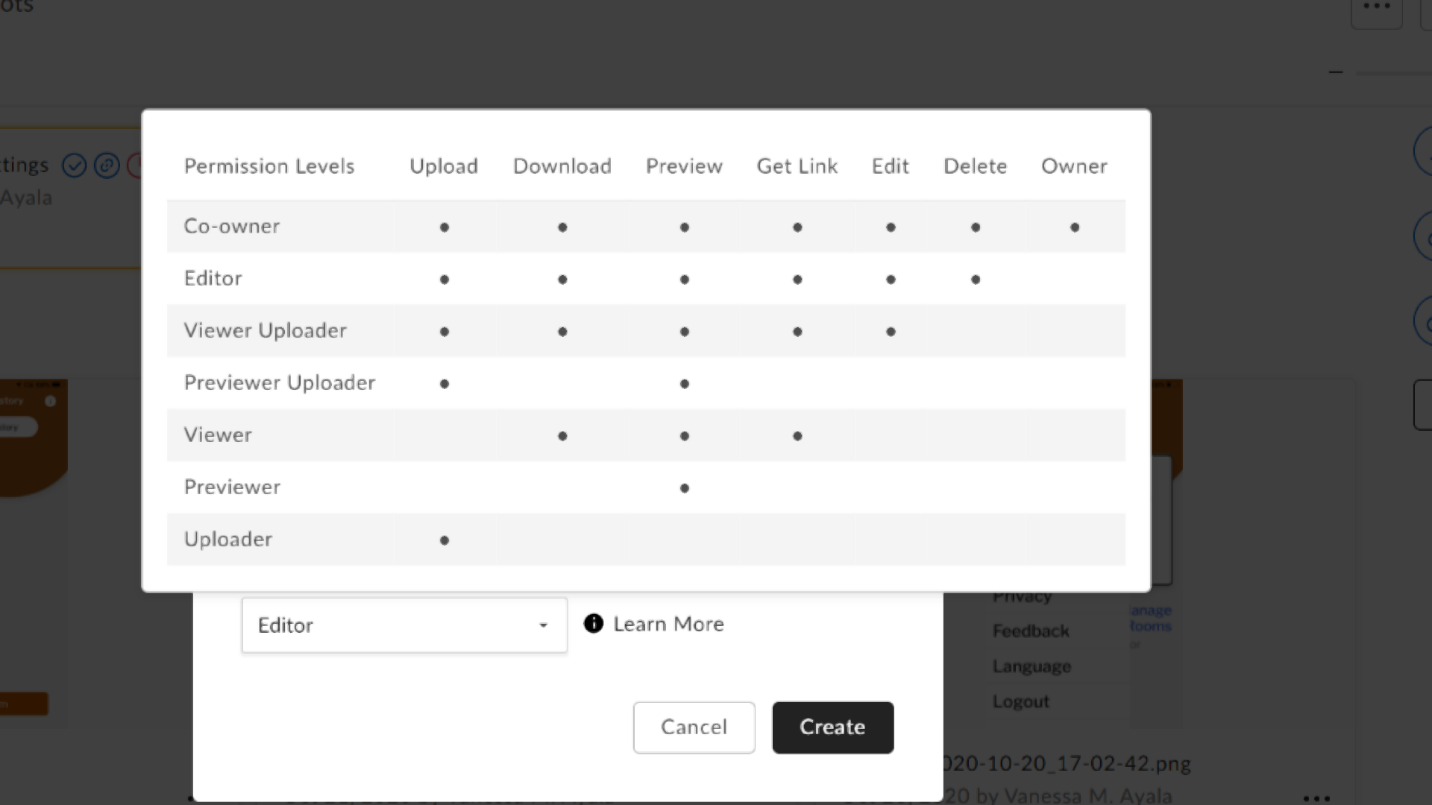 Permission Levels Upload Download Preview Get Link Edit Delete Owner
Co-owner • • • • • • •
Editor • • • • • •
Viewer Uploader • • • • •
Previewer Uploader • •
Viewer • • •
Previewer •
Uploader •
Ayala
Editor
Learn More
Cancel
Create
Privacy
Feedback
Language
Logout
020-10-20_17-02-42.png
20 by Vanessa M. Ayala